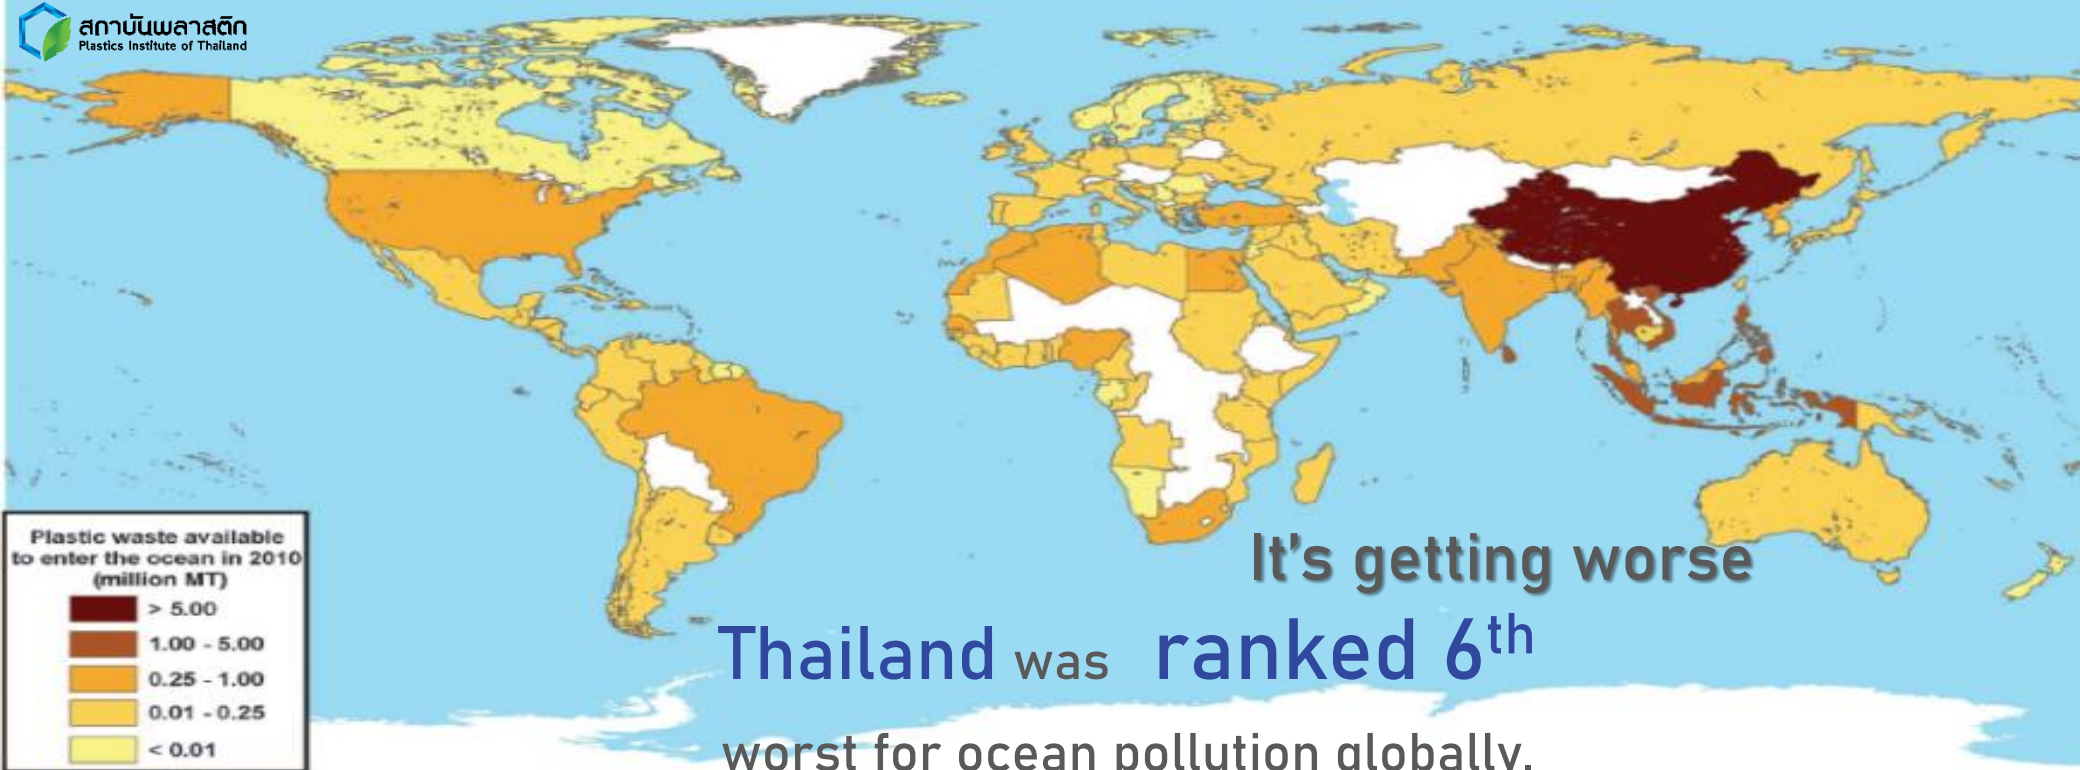 สถาบันพลาสติก
Plastics Institute of Thailand
Plastic waste available
to enter the ocean in 2010
(million MT)
> 5.00
1.00 - 5.00
0.25 - 1.00
0.01 - 0.25
< 0.01
It's getting worse
Thailand was ranked 6th
worst for ocean pollution globally.